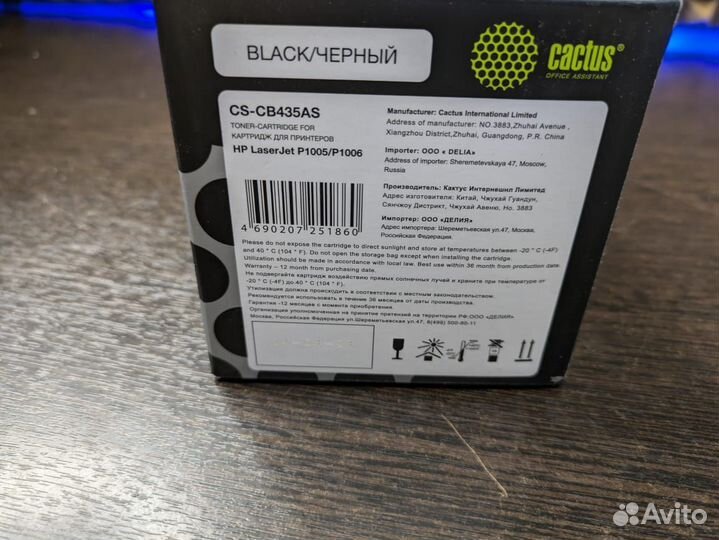 BLACK/ЧЕРНЫЙ
cactus®
OFFICE ASSISTANT
CS-CB435AS
TONER-CARTRIDGE FOR
КАРТРИДЖ ДЛЯ ПРИНТЕРОВ
HP LaserJet P1005/P1006
4 690207 251860
Manufacturer: Cactus International Limited
Address of manufacturer: NO.3883,Zhuhai Avenue ,
Xiangzhou District,Zhuhai, Guangdong, P.R. China
Importer: ООО « DELIA»
Address of importer: Sheremetevskaya 47, Moscow,
Russia
Производитель: Кактус Интернешнл Лимитед
Адрес изготовителя: Китай, Чжухай Гуандун,
Сянчжоу Дистрикт, Чжухай Авеню, Но. 3883
Импортер: ООО «ДЕЛИЯ»
Адрес импортера: Шереметьевская ул.47, Москва,
Российская Федерация.
Please do not expose the cartridge to direct sunlight and store at temperatures between -20 ° C (-4F)
and 40 ° C (104 ° F). Do not open the storage bag except when installing the cartridge.
Utilization should be made in accordance with local law. Best use within 36 month from production date.
Warranty – 12 month from purchasing date.
Не подвергайте картридж воздействию прямых солнечных лучей и храните при температуре от
-20 ° C (-4F) до 40 ° C (104 ° F).
Утилизация должна происходить в соответствии с местным законодательством.
Рекомендуется использовать в течение 36 месяцев от даты производства.
Гарантия -12 месяцев с момента приобретения.
Организация уполномоченная на принятия претензий на территории РФ:ООО «ДЕЛИЯ»
Москва, Российская Федерация ул.Шереметьевская ул.47, 8(499) 500-80-11
Avito